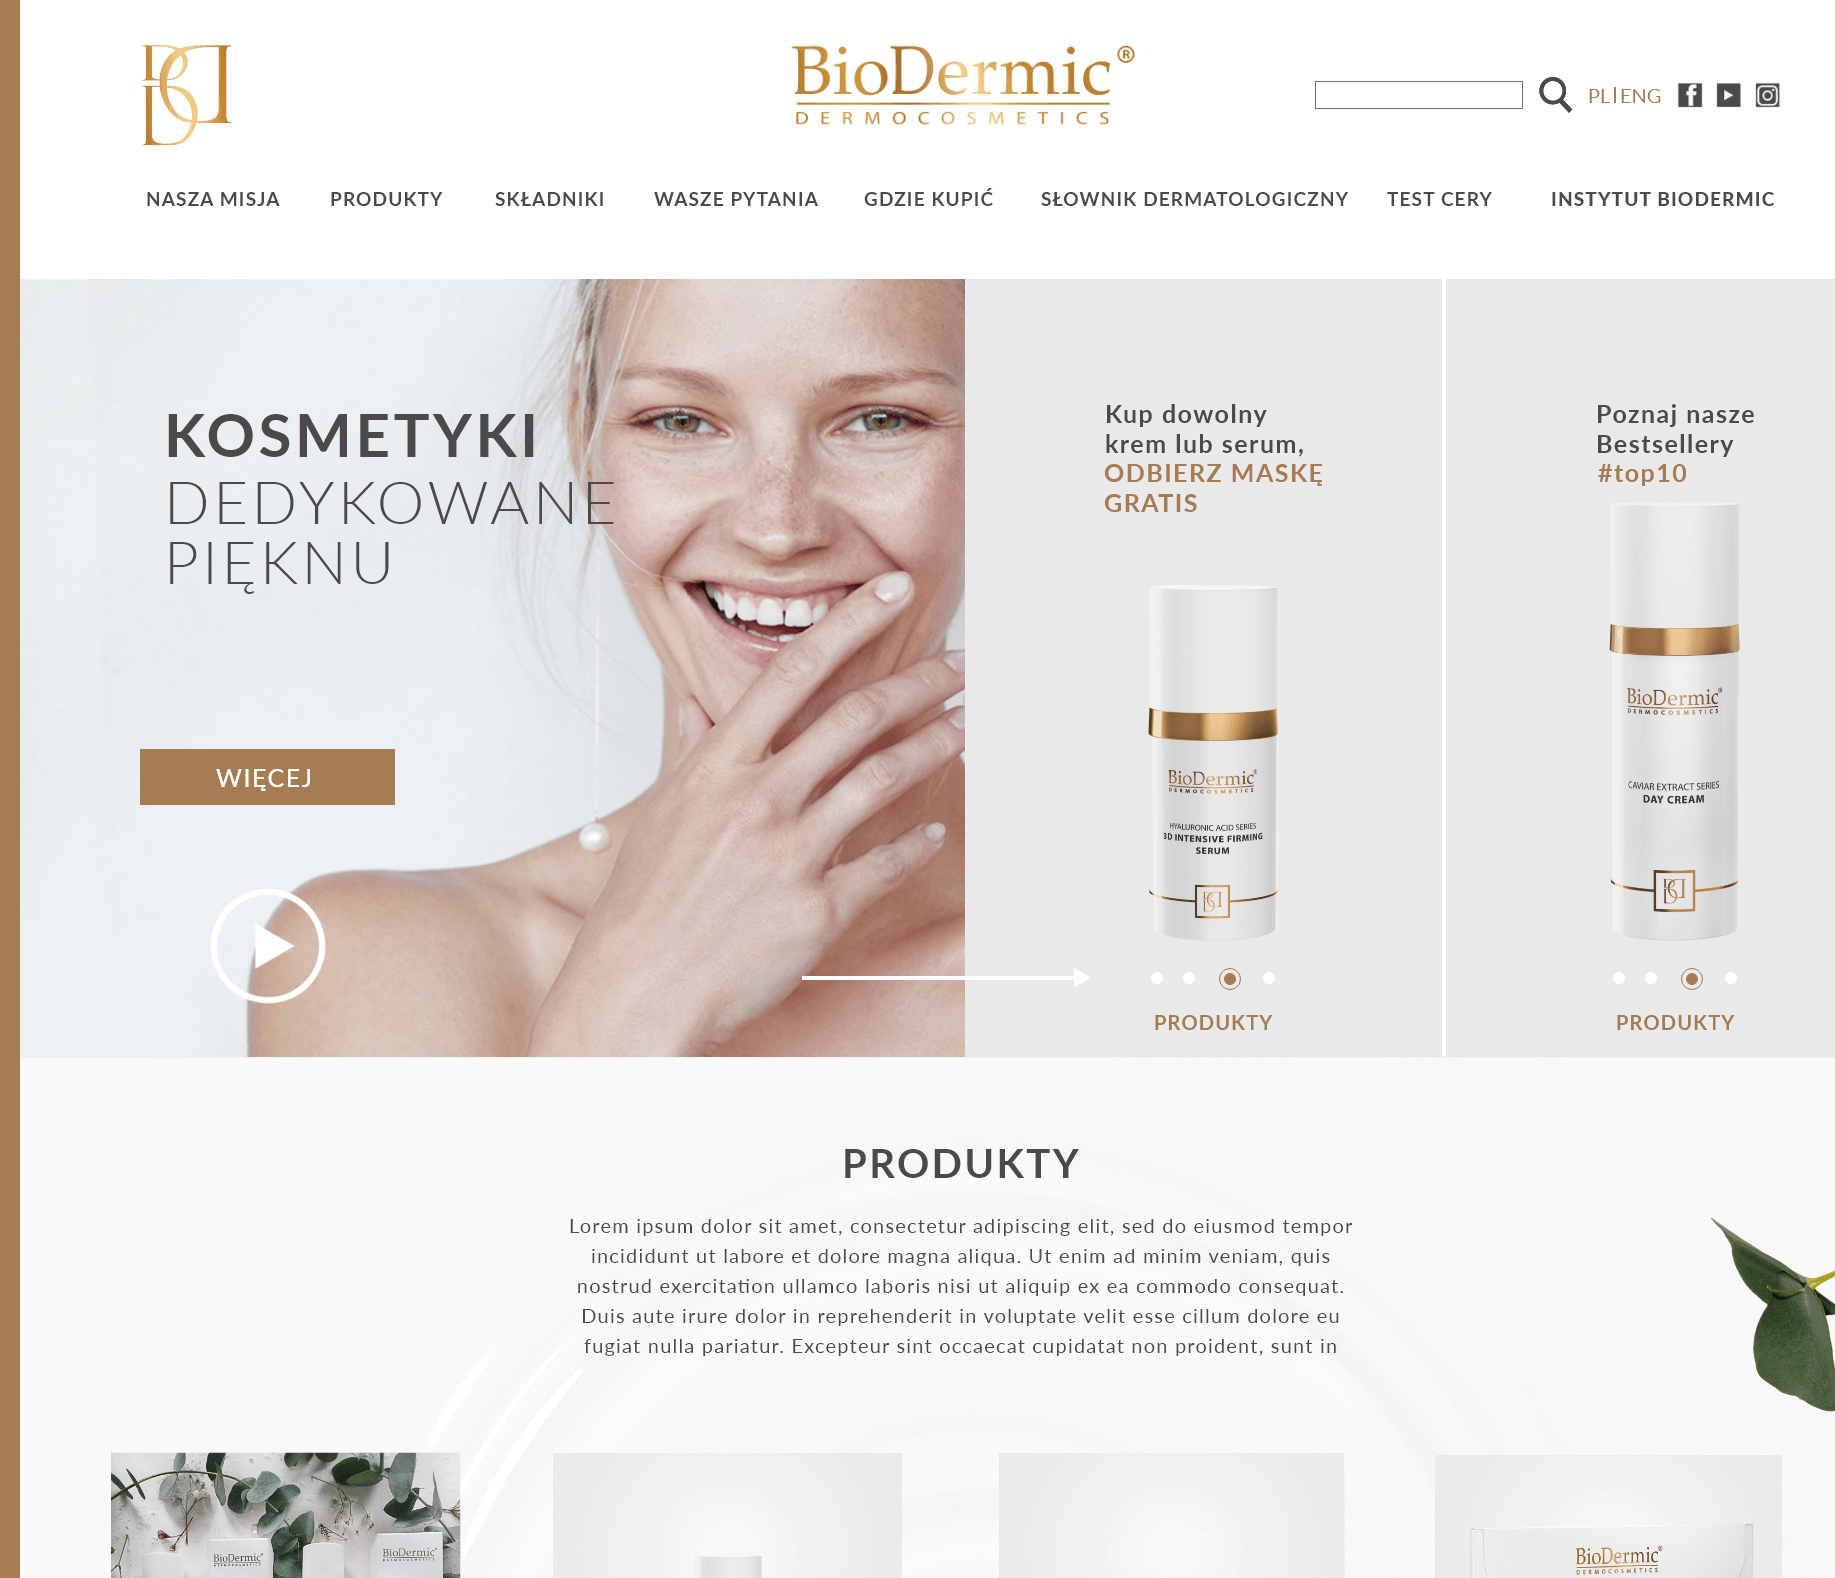 BioDermic®
DERMOCOSMETICS
PL|ENG
NASZA MISJA
PRODUKTY
SKŁADNIKI
WASZE PYTANIA
GDZIE KUPIĆ
SŁOWNIK DERMATOLOGICZNY
TEST CERY
INSTYTUT BIODERMIC
KOSMETYKI
DEDYKOWANE
PIĘKNU
WIĘCEJ
Kup dowolny
krem lub serum,
ODBIERZ MASKĘ
GRATIS
BioDermic®
DERMOCOSMETICS
HYALURONIC ACID SERIES
3D INTENSIVE FIRMING
SERUM
PRODUKTY
Poznaj nasze
Bestsellery
#top10
BioDermic®
DERMOCOSMETICS
CAVIAR EXTRACT SERIES
DAY CREAM
PRODUKTY
PRODUKTY
Lorem ipsum dolor sit amet, consectetur adipiscing elit, sed do eiusmod tempor
incididunt ut labore et dolore magna aliqua. Ut enim ad minim veniam, quis
nostrud exercitation ullamco laboris nisi ut aliquip ex ea commodo consequat.
Duis aute irure dolor in reprehenderit in voluptate velit esse cillum dolore eu
fugiat nulla pariatur. Excepteur sint occaecat cupidatat non proident, sunt in
BioDermic®
DERMOCOSMETICS
BioDermic®
DERMOCOSMETICS
BioDermic®
DERMOCOSMETICS